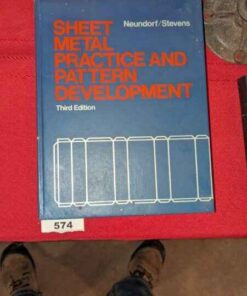 Neundorf/Stevens
SHEET
METAL
PRACTICE AND
PATTERN
DEVELOPMENT
Third Edition
574